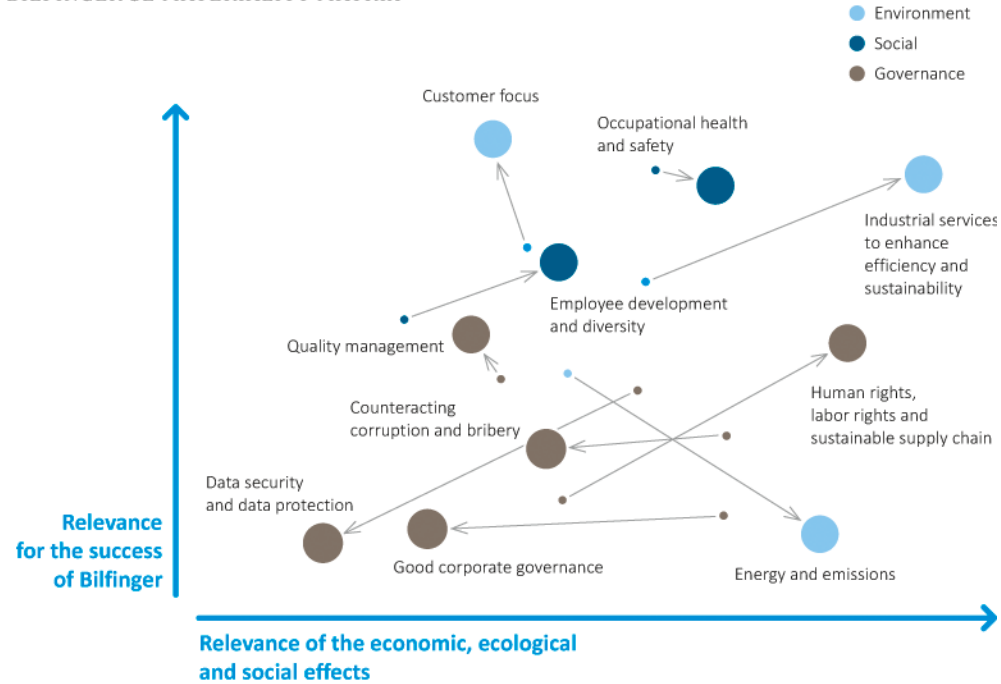 Environment
Social
Governance
Customer focus
Occupational health
and safety
Industrial services
to enhance
efficiency and
sustainability
Employee development
and diversity
Quality management
Human rights,
labor rights and
sustainable supply chain
Counteracting
corruption and bribery
Data security
and data protection
Good corporate governance
Energy and emissions
Relevance
for the success
of Bilfinger
Relevance of the economic, ecological
and social effects